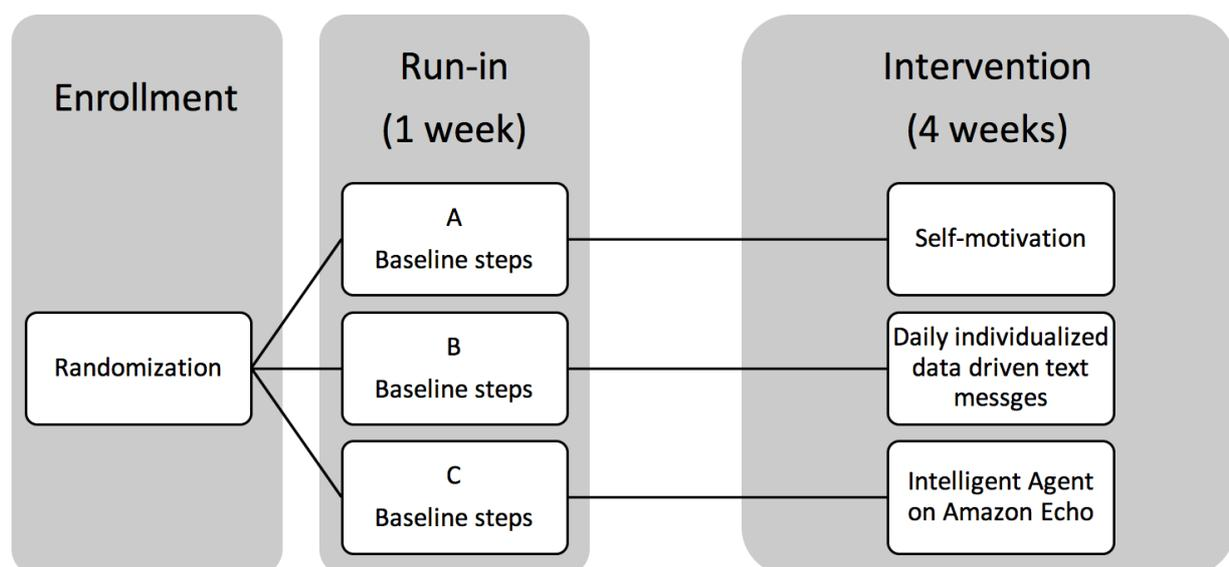 Enrollment
Run-in
(1 week)
Intervention
(4 weeks)
Randomization
A
Baseline steps
B
Baseline steps
C
Baseline steps
Self-motivation
Daily individualized
data driven text
messges
Intelligent Agent
on Amazon Echo